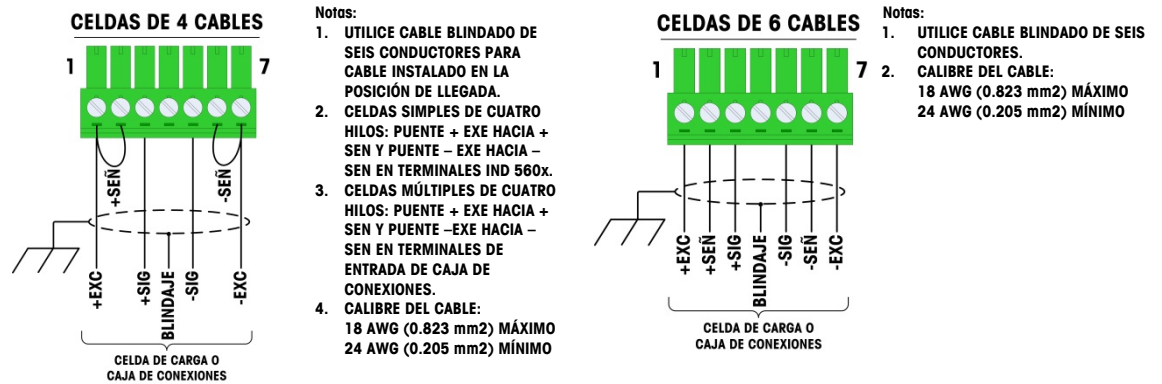 CELDAS DE 4 CABLES
1
7
+SEÑ
-SEÑ
+EXC
+SIG
BLINDAJE
-SIG
-EXC
CELDA DE CARGA O
CAJA DE CONEXIONES
Notas:
1. UTILICE CABLE BLINDADO DE
SEIS CONDUCTORES PARA
CABLE INSTALADO EN LA
POSICIÓN DE LLEGADA.
2. CELDAS SIMPLES DE CUATRO
HILOS: PUENTE + EXE HACIA +
SEN Y PUENTE – EXE HACIA –
SEN EN TERMINALES IND 560x.
3. CELDAS MÚLTIPLES DE CUATRO
HILOS: PUENTE + EXE HACIA +
SEN Y PUENTE –EXE HACIA –
SEN EN TERMINALES DE
ENTRADA DE CAJA DE
CONEXIONES.
4. CALIBRE DEL CABLE:
18 AWG (0.823 mm2) MÁXIMO
24 AWG (0.205 mm2) MÍNIMO
CELDAS DE 6 CABLES
1
7
+EXC
+SEÑ
+SIG
BLINDAJE
-SIG
-SEÑ
-EXC
CELDA DE CARGA O
CAJA DE CONEXIONES
Notas:
1. UTILICE CABLE BLINDADO DE SEIS
CONDUCTORES.
2. CALIBRE DEL CABLE:
18 AWG (0.823 mm2) MÁXIMO
24 AWG (0.205 mm2) MÍNIMO